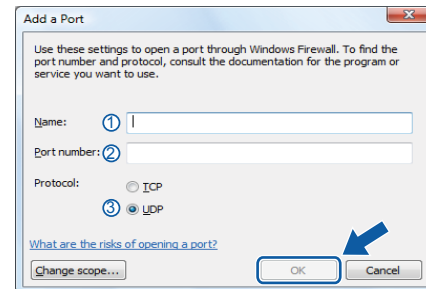 Add a Port
Use these settings to open a port through Windows Firewall. To find the
port number and protocol, consult the documentation for the program or
service you want to use.
Name: ①
Port number: ②
Protocol:
TCP
③ UDP
What are the risks of opening a port?
Change scope...
OK
Cancel